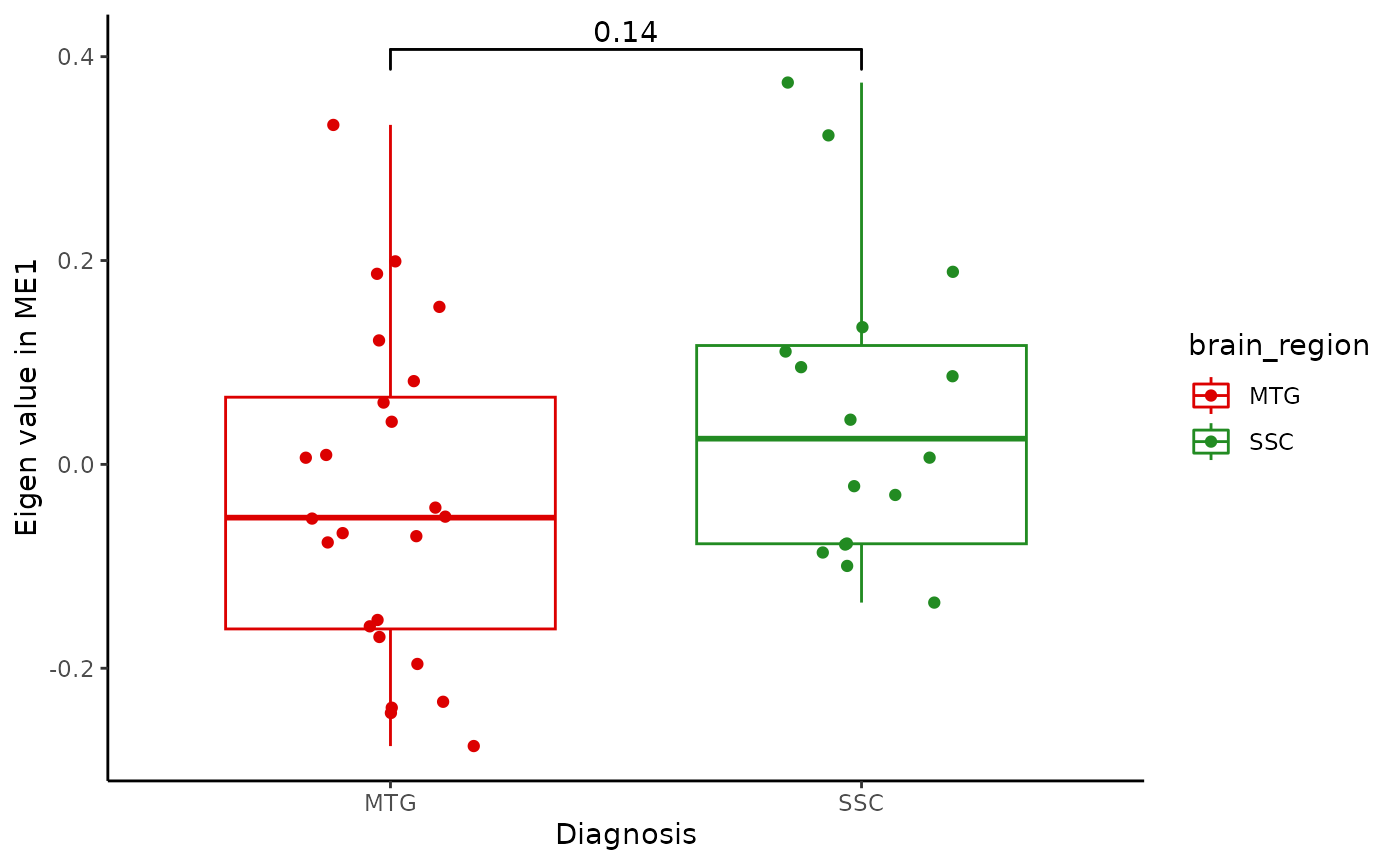 0.14
0.4
0.2
0.0
-0.2
Eigen value in ME1
MTG
SSC
Diagnosis
brain_region
MTG
SSC